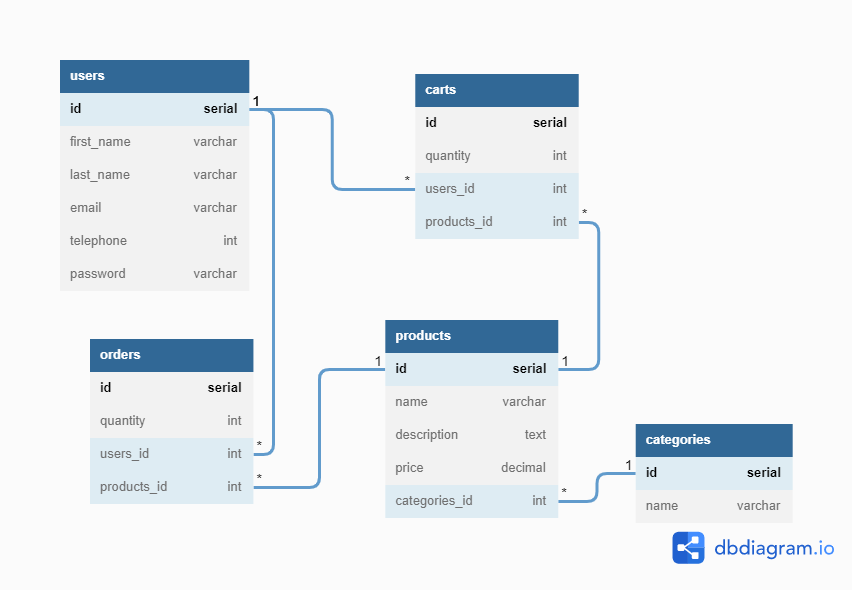 users
id serial
first_name varchar
last_name varchar
email varchar
telephone int
password varchar
1
carts
id serial
quantity int
users_id int
products_id int
*
*
orders
id serial
quantity int
users_id int
products_id int
*
*
products
id serial
name varchar
description text
price decimal
categories_id int
1
1
*
categories
id serial
name varchar
1
dbdiagram.io